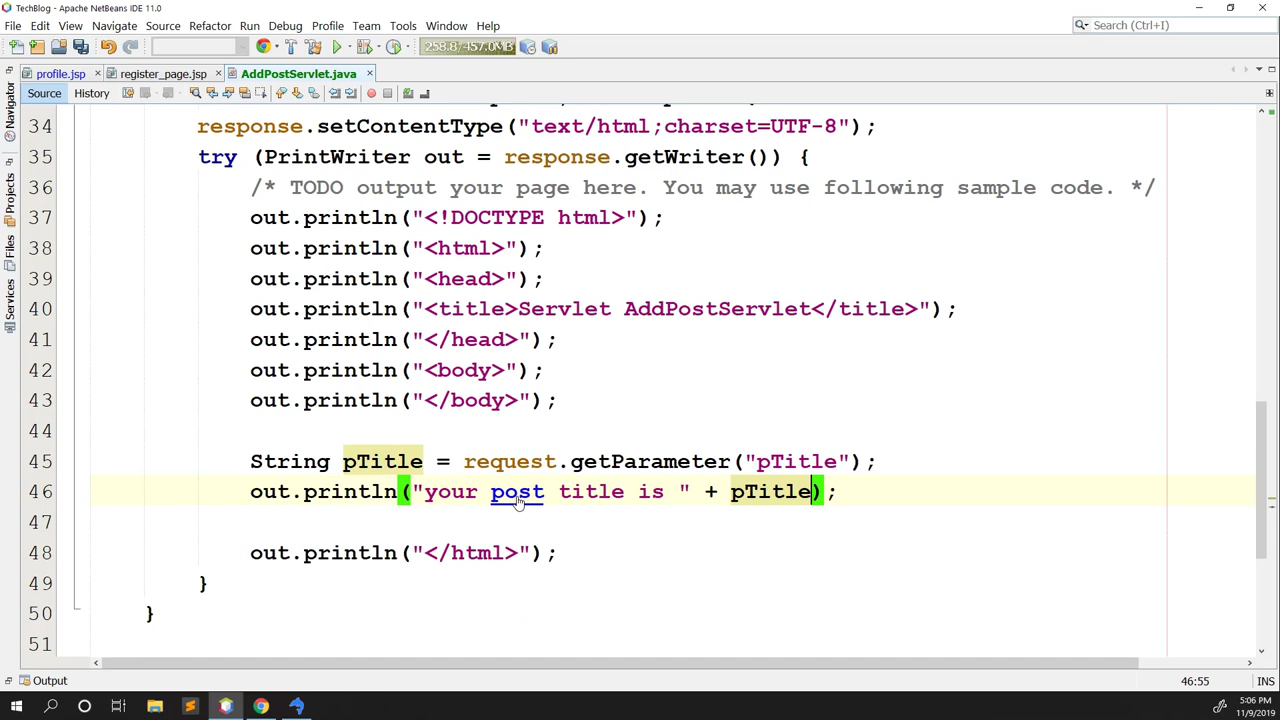 TechBlog - Apache NetBeans IDE 11.0
File Edit View Navigate Source Refactor Run Debug Profile Team Tools Window Help
Search (Ctrl+I)
258.8/457.0MB
profile.jsp register_page.jsp AddPostServlet.java
Source History
Navigator
Projects
Files
Services
34 response.setContentType("text/html;charset=UTF-8");
35 try (PrintWriter out = response.getWriter()) {
36 /* TODO output your page here. You may use following sample code. */
37 out.println("<!DOCTYPE html>");
38 out.println("<html>");
39 out.println("<head>");
40 out.println("<title>Servlet AddPostServlet</title>");
41 out.println("</head>");
42 out.println("<body>");
43 out.println("</body>");
44
45 String pTitle = request.getParameter("pTitle");
46 out.println("your post title is " + pTitle);
47
48 out.println("</html>");
49 }
50 }
51
Output
46:55 INS
5:06 PM
11/9/2019